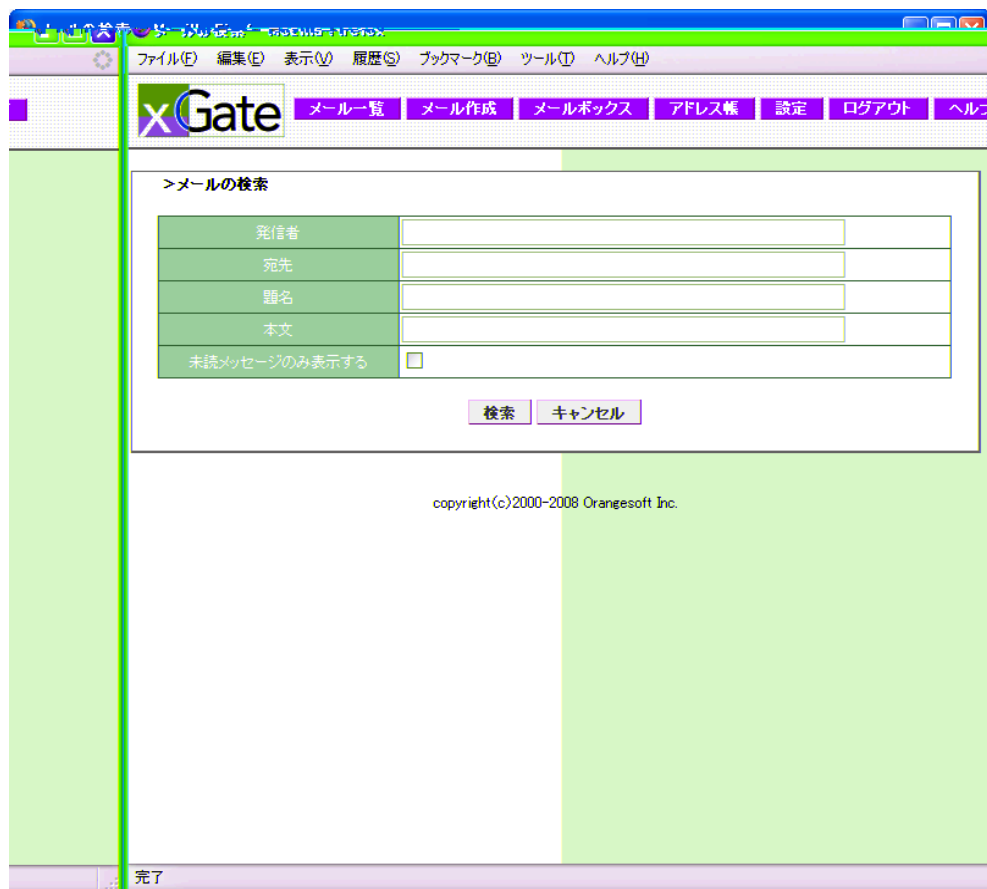 ファイル(F) 編集(E) 表示(V) 履歴(S) ブックマーク(B) ツール(T) ヘルプ(H)
xGate メール一覧 メール作成 メールボックス アドレス帳 設定 ログアウト
>メールの検索
発信者
宛先
題名
本文
未読メッセージのみ表示する
検索 キャンセル
copyright(c)2000-2008 Orangesoft Inc.
完了